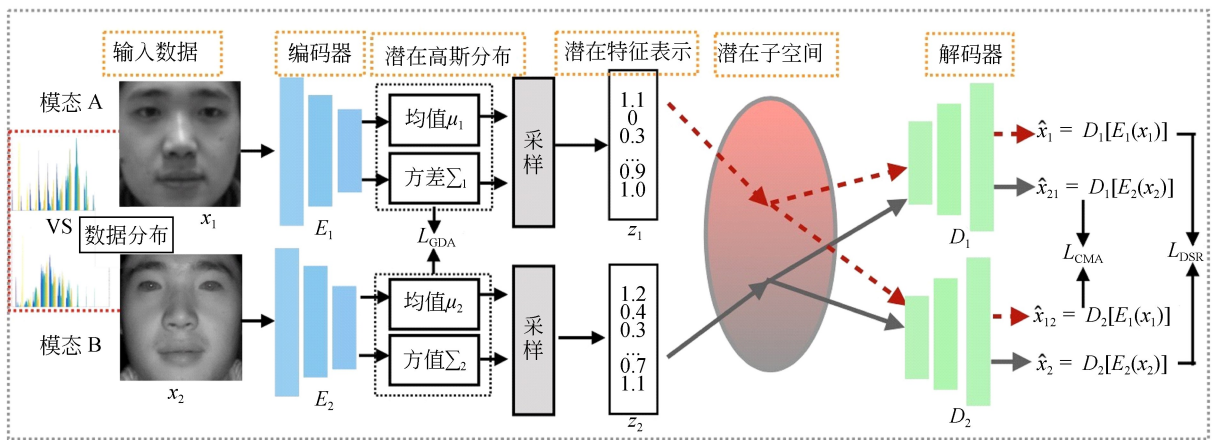 输入数据
编码器
潜在高斯分布
潜在特征表示
潜在子空间
解码器
模态 A
VS
数据分布
模态 B
x₁
x₂
E₁
E₂
均值μ₁
方差∑₁
L_GDA
均值μ₂
方值∑₂
采样
采样
1.1
0
0.3
...
0.9
1.0
z₁
1.2
0.4
0.3
...
0.7
1.1
z₂
D₁
D₂
x̂₁ = D₁[E₁(x₁)]
x̂₂₁ = D₁[E₂(x₂)]
L_CMA
L_DSR
x̂₁₂ = D₂[E₁(x₁)]
x̂₂ = D₂[E₂(x₂)]